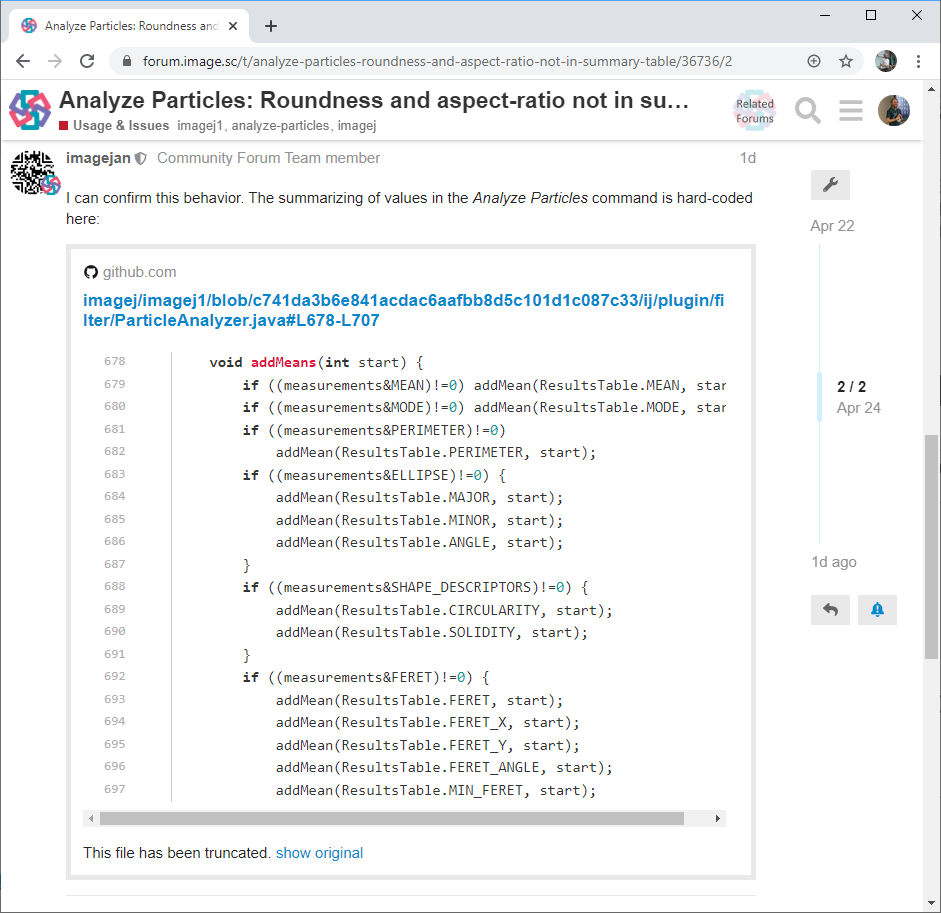 Analyze Particles: Roundness and
forum.image.sc/t/analyze-particles-roundness-and-aspect-ratio-not-in-summary-table/36736/2
Analyze Particles: Roundness and aspect-ratio not in su...
Usage & Issues imagej1, analyze-particles, imagej
Related
Forums
imagejan Community Forum Team member 1d
I can confirm this behavior. The summarizing of values in the Analyze Particles command is hard-coded
here:
Apr 22
github.com
imagej/imagej1/blob/c741da3b6e841acdac6aafbb8d5c101d1c087c33/ij/plugin/fi
lter/ParticleAnalyzer.java#L678-L707
678 void addMeans(int start) {
679 if ((measurements&MEAN)!=0) addMean(ResultsTable.MEAN, star
680 if ((measurements&MODE)!=0) addMean(ResultsTable.MODE, star
681 if ((measurements&PERIMETER)!=0)
682 addMean(ResultsTable.PERIMETER, start);
683 if ((measurements&ELLIPSE)!=0) {
684 addMean(ResultsTable.MAJOR, start);
685 addMean(ResultsTable.MINOR, start);
686 addMean(ResultsTable.ANGLE, start);
687 }
688 if ((measurements&SHAPE_DESCRIPTORS)!=0) {
689 addMean(ResultsTable.CIRCULARITY, start);
690 addMean(ResultsTable.SOLIDITY, start);
691 }
692 if ((measurements&FERET)!=0) {
693 addMean(ResultsTable.FERET, start);
694 addMean(ResultsTable.FERET_X, start);
695 addMean(ResultsTable.FERET_Y, start);
696 addMean(ResultsTable.FERET_ANGLE, start);
697 addMean(ResultsTable.MIN_FERET, start);
2 / 2
Apr 24
1d ago
This file has been truncated. show original